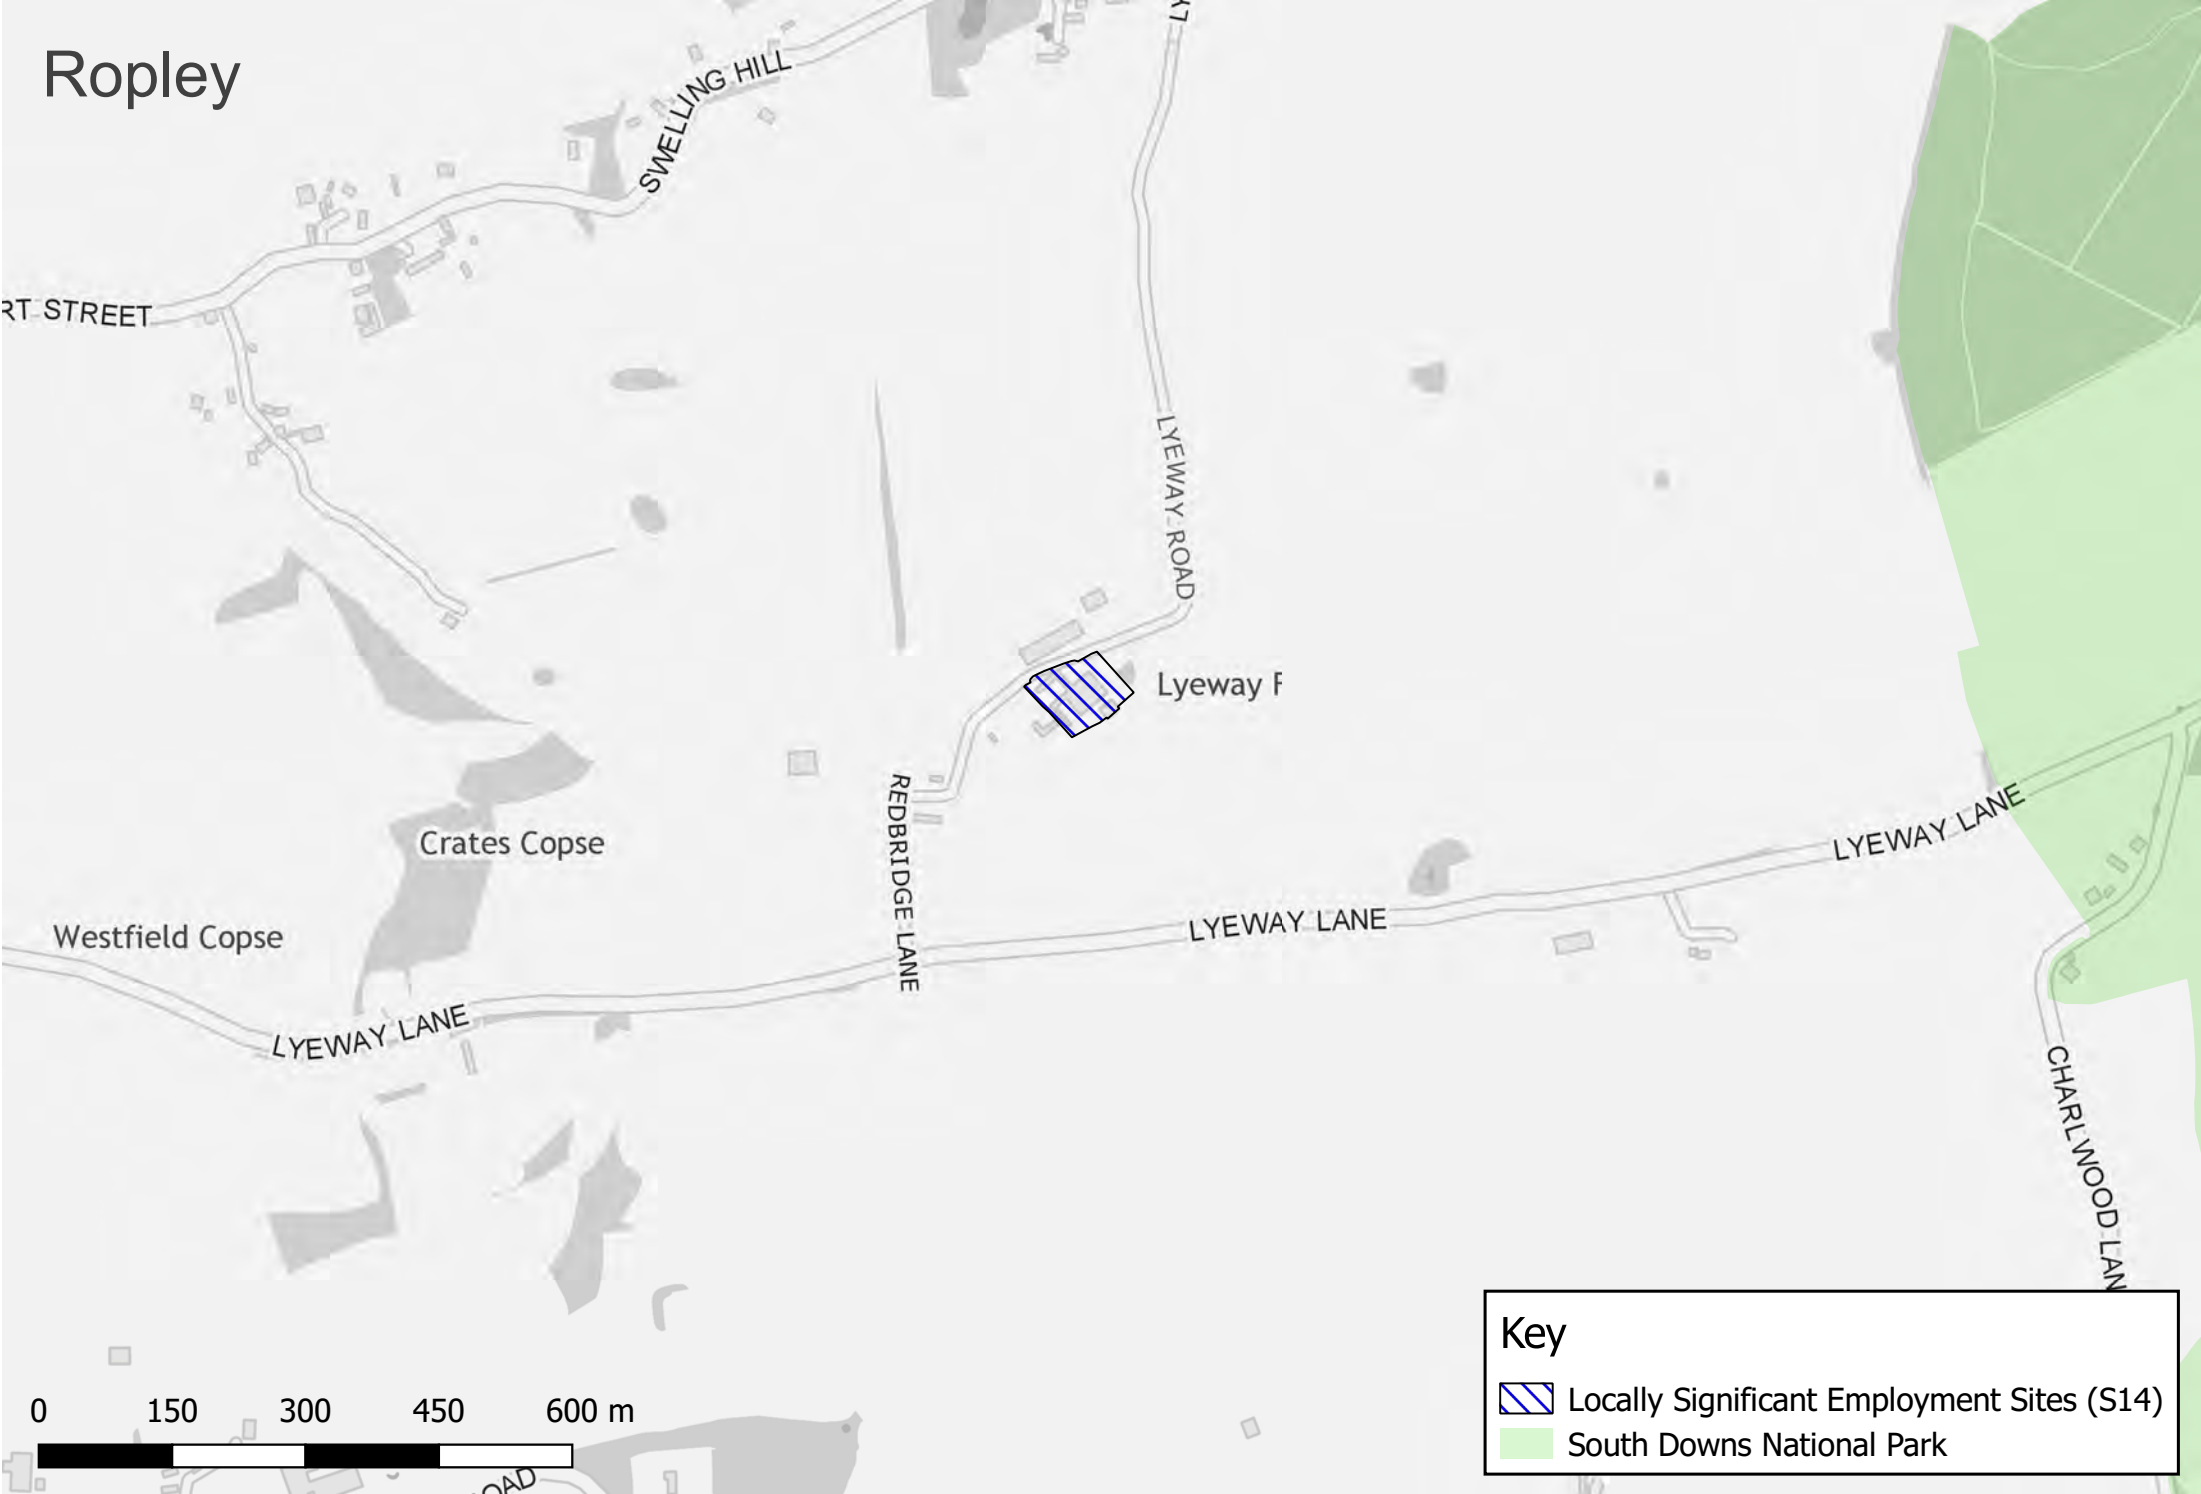 Ropley
SWELLING HILL
LY
RT STREET
LYEWAY ROAD
Lyeway F
REDBRIDGE LANE
LYEWAY LANE
Crates Copse
LYEWAY LANE
Westfield Copse
LYEWAY LANE
CHARLWOOD LAN
Key
Locally Significant Employment Sites (S14)
South Downs National Park
0 150 300 450 600 m
OAD